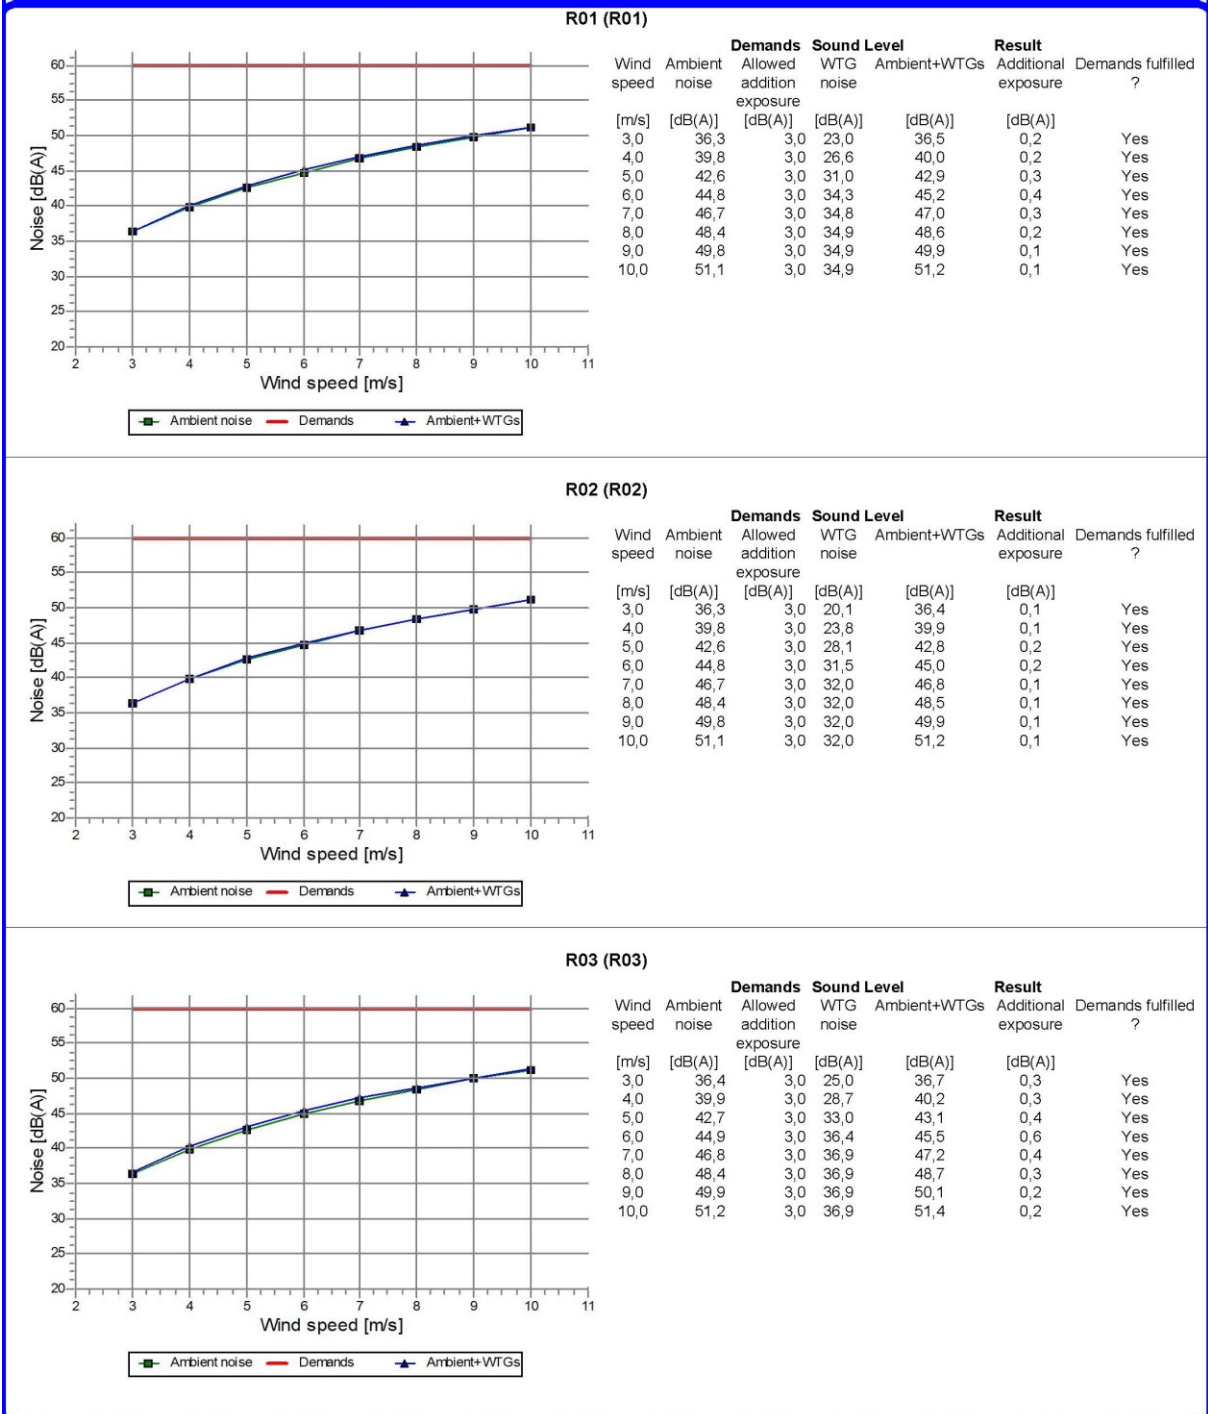 R01 (R01)
60
55
50
45
40
35
30
25
20
Noise [dB(A)]
2 3 4 5 6 7 8 9 10 11
Wind speed [m/s]
Ambient noise Demands Ambient+WTGs
Demands Sound Level Result
Wind Ambient Allowed WTG Ambient+WTGs Additional Demands fulfilled
speed noise addition noise exposure ?
exposure
[m/s] [dB(A)] [dB(A)] [dB(A)] [dB(A)] [dB(A)]
3,0 36,3 3,0 23,0 36,5 0,2 Yes
4,0 39,8 3,0 26,6 40,0 0,2 Yes
5,0 42,6 3,0 31,0 42,9 0,3 Yes
6,0 44,8 3,0 34,3 45,2 0,4 Yes
7,0 46,7 3,0 34,8 47,0 0,3 Yes
8,0 48,4 3,0 34,9 48,6 0,2 Yes
9,0 49,8 3,0 34,9 49,9 0,1 Yes
10,0 51,1 3,0 34,9 51,2 0,1 Yes
R02 (R02)
60
55
50
45
40
35
30
25
20
Noise [dB(A)]
2 3 4 5 6 7 8 9 10 11
Wind speed [m/s]
Ambient noise Demands Ambient+WTGs
Demands Sound Level Result
Wind Ambient Allowed WTG Ambient+WTGs Additional Demands fulfilled
speed noise addition noise exposure ?
exposure
[m/s] [dB(A)] [dB(A)] [dB(A)] [dB(A)] [dB(A)]
3,0 36,3 3,0 20,1 36,4 0,1 Yes
4,0 39,8 3,0 23,8 39,9 0,1 Yes
5,0 42,6 3,0 28,1 42,8 0,2 Yes
6,0 44,8 3,0 31,5 45,0 0,2 Yes
7,0 46,7 3,0 32,0 46,8 0,1 Yes
8,0 48,4 3,0 32,0 48,5 0,1 Yes
9,0 49,8 3,0 32,0 49,9 0,1 Yes
10,0 51,1 3,0 32,0 51,2 0,1 Yes
R03 (R03)
60
55
50
45
40
35
30
25
20
Noise [dB(A)]
2 3 4 5 6 7 8 9 10 11
Wind speed [m/s]
Ambient noise Demands Ambient+WTGs
Demands Sound Level Result
Wind Ambient Allowed WTG Ambient+WTGs Additional Demands fulfilled
speed noise addition noise exposure ?
exposure
[m/s] [dB(A)] [dB(A)] [dB(A)] [dB(A)] [dB(A)]
3,0 36,4 3,0 25,0 36,7 0,3 Yes
4,0 39,9 3,0 28,7 40,2 0,3 Yes
5,0 42,7 3,0 33,0 43,1 0,4 Yes
6,0 44,9 3,0 36,4 45,5 0,6 Yes
7,0 46,8 3,0 36,9 47,2 0,4 Yes
8,0 48,4 3,0 36,9 48,7 0,3 Yes
9,0 49,9 3,0 36,9 50,1 0,2 Yes
10,0 51,2 3,0 36,9 51,4 0,2 Yes